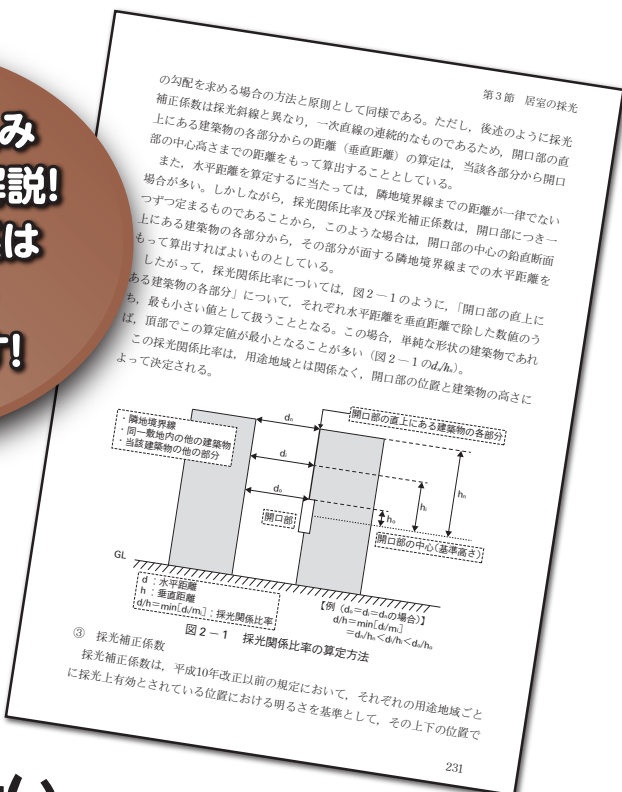 み
解説!
は
す!
第3節　居室の採光
の勾配を求める場合の方法と原則として同様である。ただし，後述のように採光
補正係数は採光斜線と異なり，一次直線の連続的なものであるため，開口部の直
上にある建築物の各部分からの距離（垂直距離）の算定は，当該各部分から開口
部の中心高さまでの距離をもって算出することとしている。
また，水平距離を算定するに当たっては，隣地境界線までの距離が一律でない
場合が多い。しかしながら，採光関係比率及び採光補正係数は，開口部につき一
つずつ定まるものであることから，このような場合は，開口部の中心の鉛直断面
上にある建築物の各部分から，その部分が面する隣地境界線までの水平距離を
もって算出すればよいものとしている。
したがって，採光関係比率については，図2－1のように，「開口部の直上に
ある建築物の各部分」について，それぞれ水平距離を垂直距離で除した数値のう
ち，最も小さい値として扱うこととなる。この場合，単純な形状の建築物であれ
ば，頂部でこの算定値が最小となることが多い（図2－1のdₙ/hₙ）。
この採光関係比率は，用途地域とは関係なく，開口部の位置と建築物の高さに
よって決定される。
・隣地境界線
・同一敷地内の他の建築物
・当該建築物の他の部分
dₙ
開口部の直上にある建築物の各部分
dᵢ
d₀
開口部
h₀
hᵢ
hₙ
開口部の中心（基準高さ）
GL
d：水平距離
h：垂直距離
d/h＝min[dᵢ/mᵢ]：採光関係比率
【例（d₀＝dᵢ＝dₙの場合）】
d/h＝min[dᵢ/mᵢ]
＝dₙ/hₙ＜dᵢ/hᵢ＜d₀/h₀
図2－1　採光関係比率の算定方法
③　採光補正係数
採光補正係数は，平成10年改正以前の規定において，それぞれの用途地域ごと
に採光上有効とされている位置における明るさを基準として，その上下の位置で
231